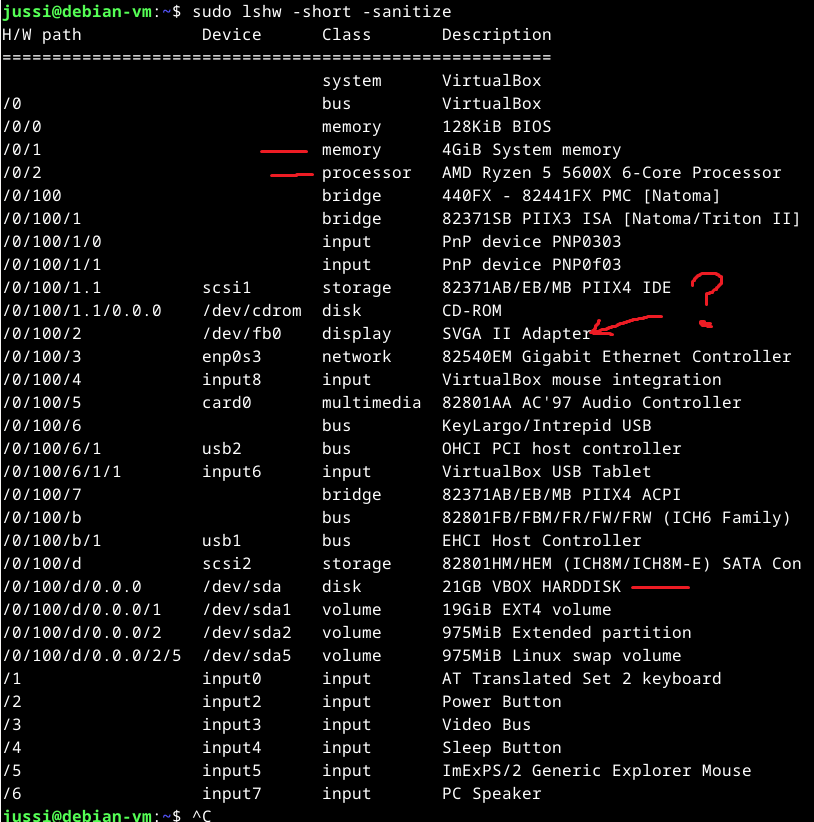 jussi@debian-vm:~$ sudo lshw -short -sanitize
H/W path            Device      Class       Description
=======================================================
                                system      VirtualBox
/0                              bus         VirtualBox
/0/0                            memory      128KiB BIOS
/0/1                            memory      4GiB System memory
/0/2                            processor   AMD Ryzen 5 5600X 6-Core Processor
/0/100                          bridge      440FX - 82441FX PMC [Natoma]
/0/100/1                        bridge      82371SB PIIX3 ISA [Natoma/Triton II]
/0/100/1/0                      input       PnP device PNP0303
/0/100/1/1                      input       PnP device PNP0f03
/0/100/1.1          scsi1       storage     82371AB/EB/MB PIIX4 IDE ?
/0/100/1.1/0.0.0    /dev/cdrom  disk        CD-ROM
/0/100/2            /dev/fb0    display     SVGA II Adapter
/0/100/3            enp0s3      network     82540EM Gigabit Ethernet Controller
/0/100/4            input8      input       VirtualBox mouse integration
/0/100/5            card0       multimedia  82801AA AC'97 Audio Controller
/0/100/6                        bus         KeyLargo/Intrepid USB
/0/100/6/1          usb2        bus         OHCI PCI host controller
/0/100/6/1/1        input6      input       VirtualBox USB Tablet
/0/100/7                        bridge      82371AB/EB/MB PIIX4 ACPI
/0/100/b                        bus         82801FB/FBM/FR/FW/FRW (ICH6 Family)
/0/100/b/1          usb1        bus         EHCI Host Controller
/0/100/d            scsi2       storage     82801HM/HEM (ICH8M/ICH8M-E) SATA Con
/0/100/d/0.0.0      /dev/sda    disk        21GB VBOX HARDDISK
/0/100/d/0.0.0/1    /dev/sda1   volume      19GiB EXT4 volume
/0/100/d/0.0.0/2    /dev/sda2   volume      975MiB Extended partition
/0/100/d/0.0.0/2/5  /dev/sda5   volume      975MiB Linux swap volume
/1                  input0      input       AT Translated Set 2 keyboard
/2                  input2      input       Power Button
/3                  input3      input       Video Bus
/4                  input4      input       Sleep Button
/5                  input5      input       ImExPS/2 Generic Explorer Mouse
/6                  input7      input       PC Speaker
jussi@debian-vm:~$ ^C